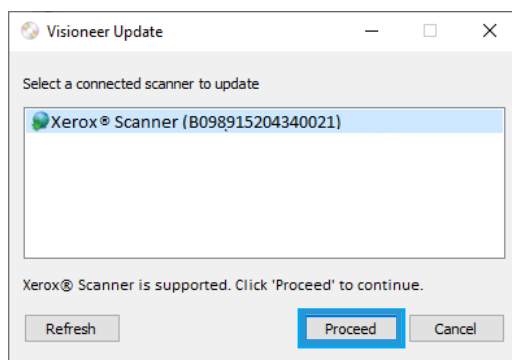 Visioneer Update
Select a connected scanner to update
Xerox® Scanner (B098915204340021)
Xerox® Scanner is supported. Click 'Proceed' to continue.
Refresh Proceed Cancel